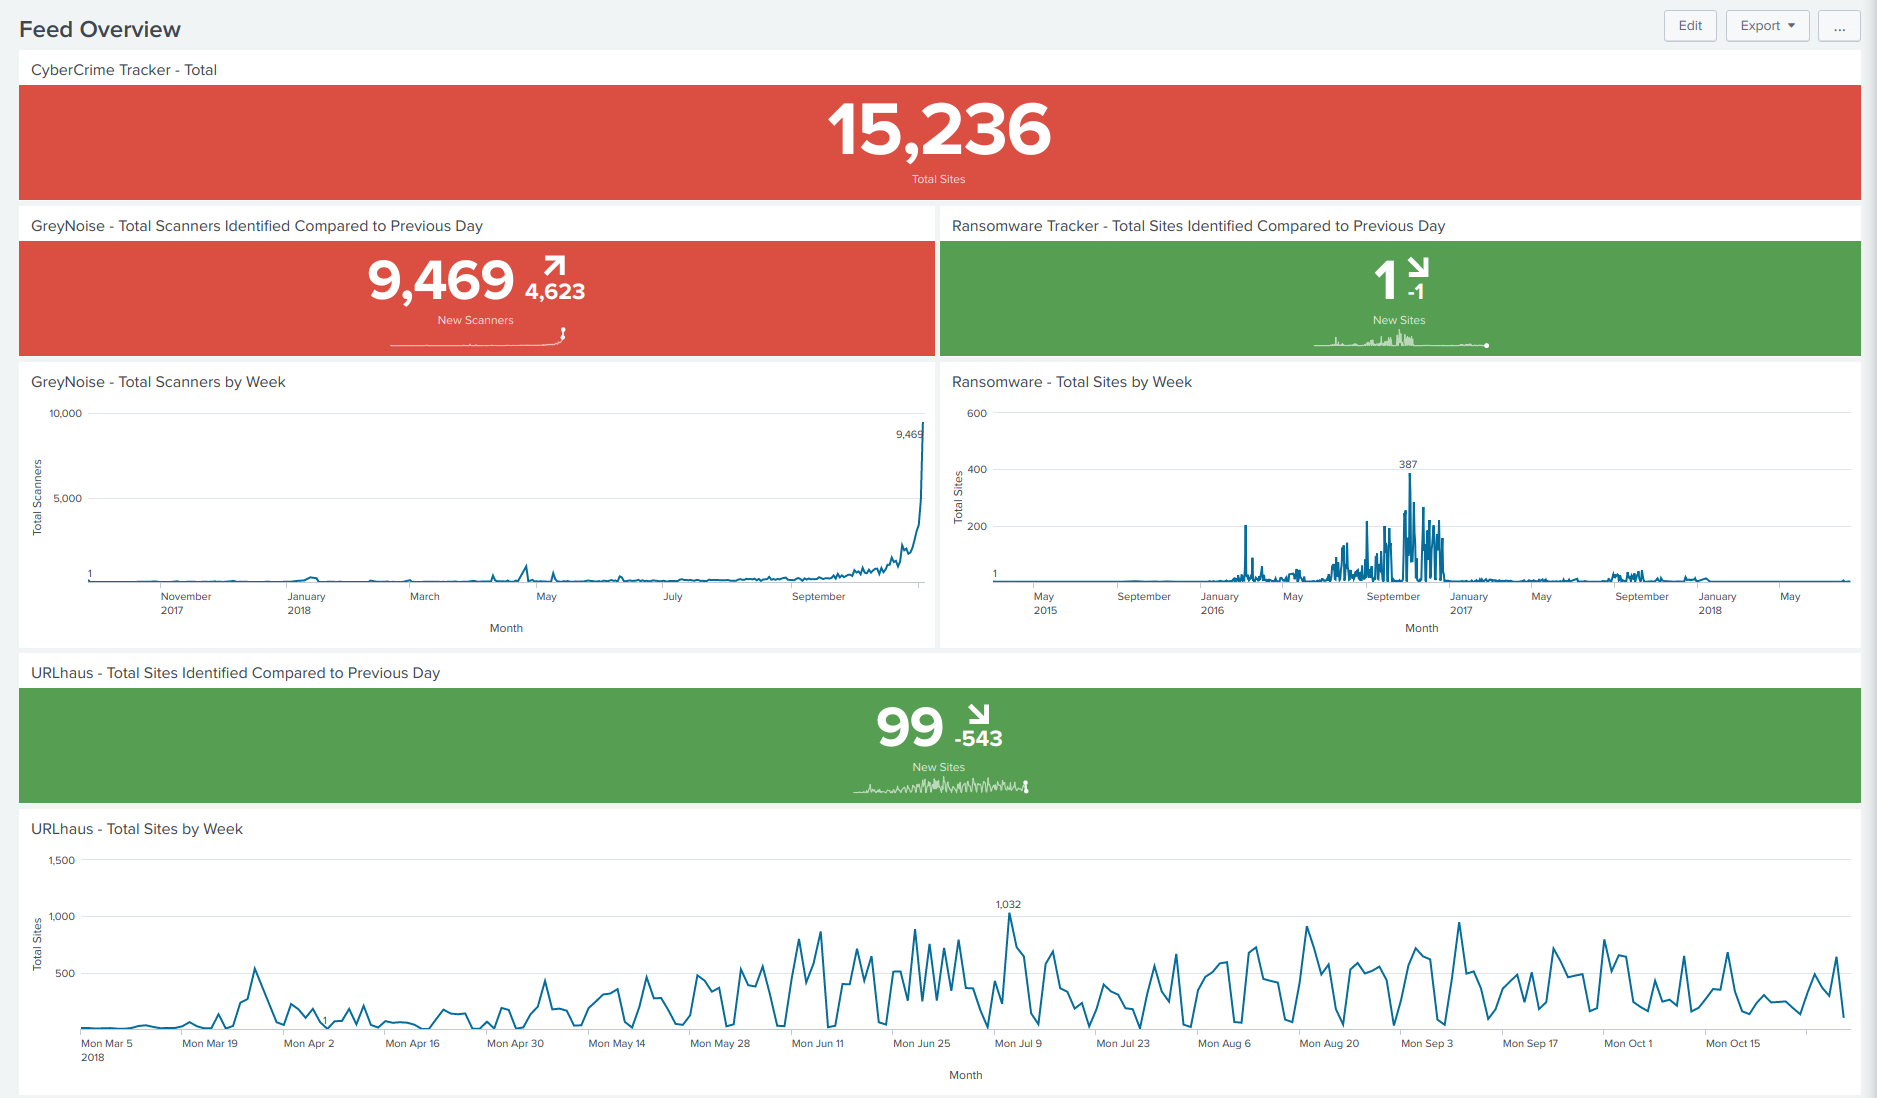 Feed Overview
Edit
Export
...
CyberCrime Tracker - Total
15,236
Total Sites
GreyNoise - Total Scanners Identified Compared to Previous Day
9,469
4,623
New Scanners
Ransomware Tracker - Total Sites Identified Compared to Previous Day
1
-1
New Sites
GreyNoise - Total Scanners by Week
10,000
5,000
Total Scanners
1
9,469
November January March May July September
2017 2018
Month
Ransomware - Total Sites by Week
600
400
200
Total Sites
1
387
May September January May September January May September January May
2015 2016 2017 2018
Month
URLhaus - Total Sites Identified Compared to Previous Day
99
-543
New Sites
URLhaus - Total Sites by Week
1,500
1,000
500
Total Sites
1
1,032
Mon Mar 5 Mon Mar 19 Mon Apr 2 Mon Apr 16 Mon Apr 30 Mon May 14 Mon May 28 Mon Jun 11 Mon Jun 25 Mon Jul 9 Mon Jul 23 Mon Aug 6 Mon Aug 20 Mon Sep 3 Mon Sep 17 Mon Oct 1 Mon Oct 15
2018
Month